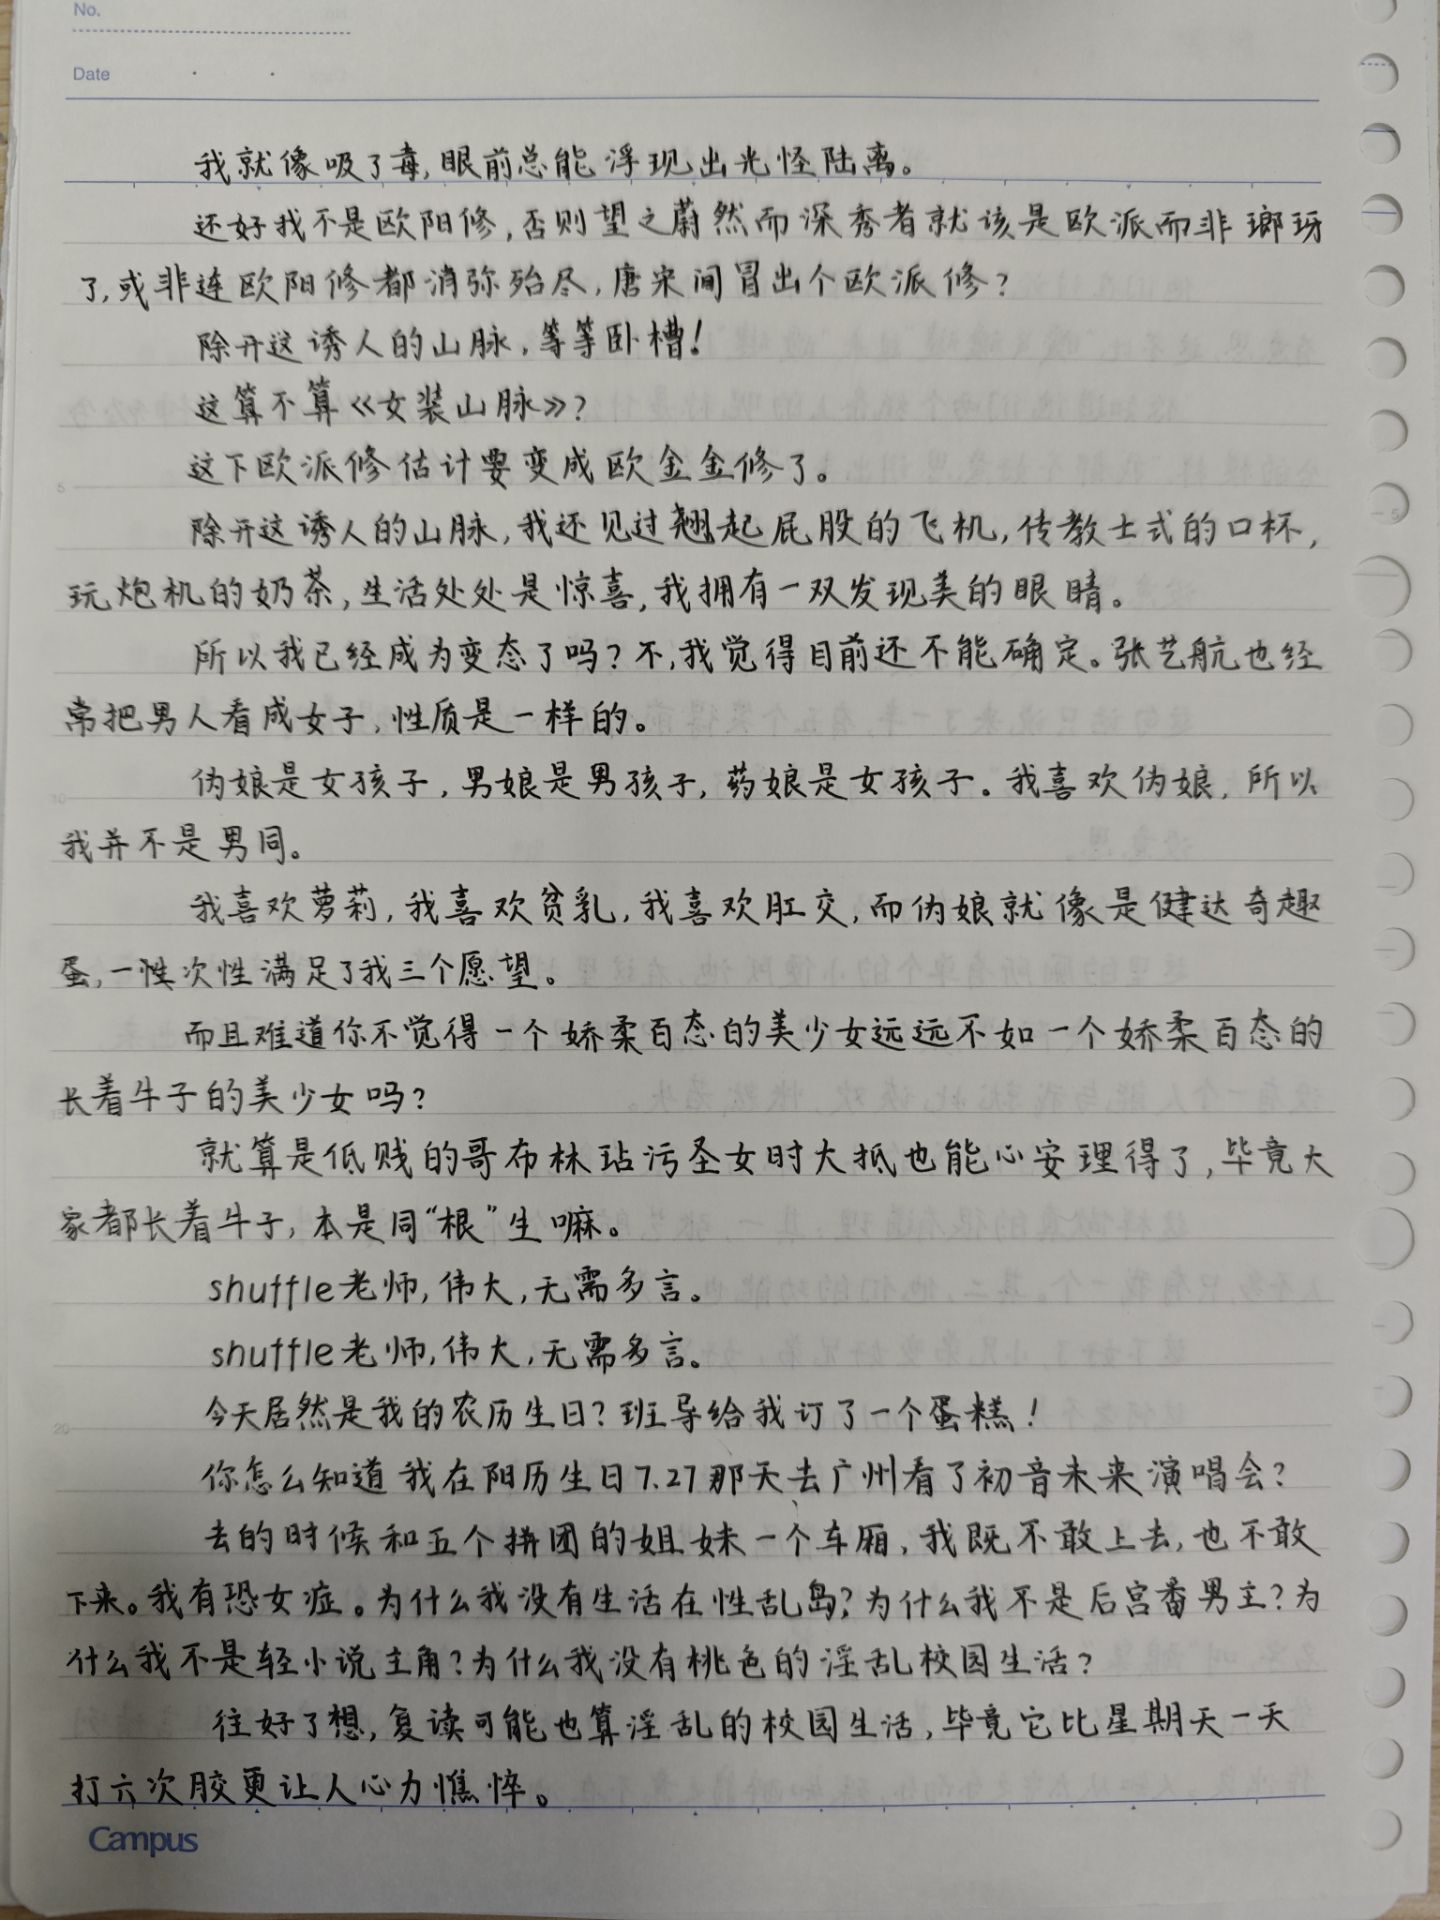 No.
Date
我就像吸了毒,眼前总能浮现出光怪陆离。
还好我不是欧阳修,否则望之蔚然而深秀者就该是欧派而非瑯玡
了,或非连欧阳修都消弥殆尽,唐宋间冒出个欧派修?
除开这诱人的山脉,等等卧槽!
这算不算《女装山脉》?
这下欧派修估计要变成欧金金修了。
除开这诱人的山脉,我还见过翘起屁股的飞机,传教士式的口杯,
玩炮机的奶茶,生活处处是惊喜,我拥有一双发现美的眼睛。
所以我已经成为变态了吗?不,我觉得目前还不能确定。张艺航也经
常把男人看成女子,性质是一样的。
伪娘是女孩子,男娘是男孩子,药娘是女孩子。我喜欢伪娘,所以
我并不是男同。
我喜欢萝莉,我喜欢贫乳,我喜欢肛交,而伪娘就像是健达奇趣
蛋,一性次性满足了我三个愿望。
而且难道你不觉得一个娇柔百态的美少女远远不如一个娇柔百态的
长着牛子的美少女吗?
就算是低贱的哥布林玷污圣女时大抵也能心安理得了,毕竟大
家都长着牛子,本是同“根”生嘛。
shuffle老师,伟大,无需多言。
shuffle老师,伟大,无需多言。
今天居然是我的农历生日?班导给我订了一个蛋糕!
你怎么知道我在阳历生日7.27那天去广州看了初音未来演唱会?
去的时候和五个拼团的姐妹一个车厢,我既不敢上去,也不敢
下来。我有恐女症。为什么我没有生活在性乱岛?为什么我不是后宫番男主?为
什么我不是轻小说主角?为什么我没有桃色的淫乱校园生活?
往好了想,复读可能也算淫乱的校园生活,毕竟它比星期天一天
打六次胶更让人心力憔悴。
Campus